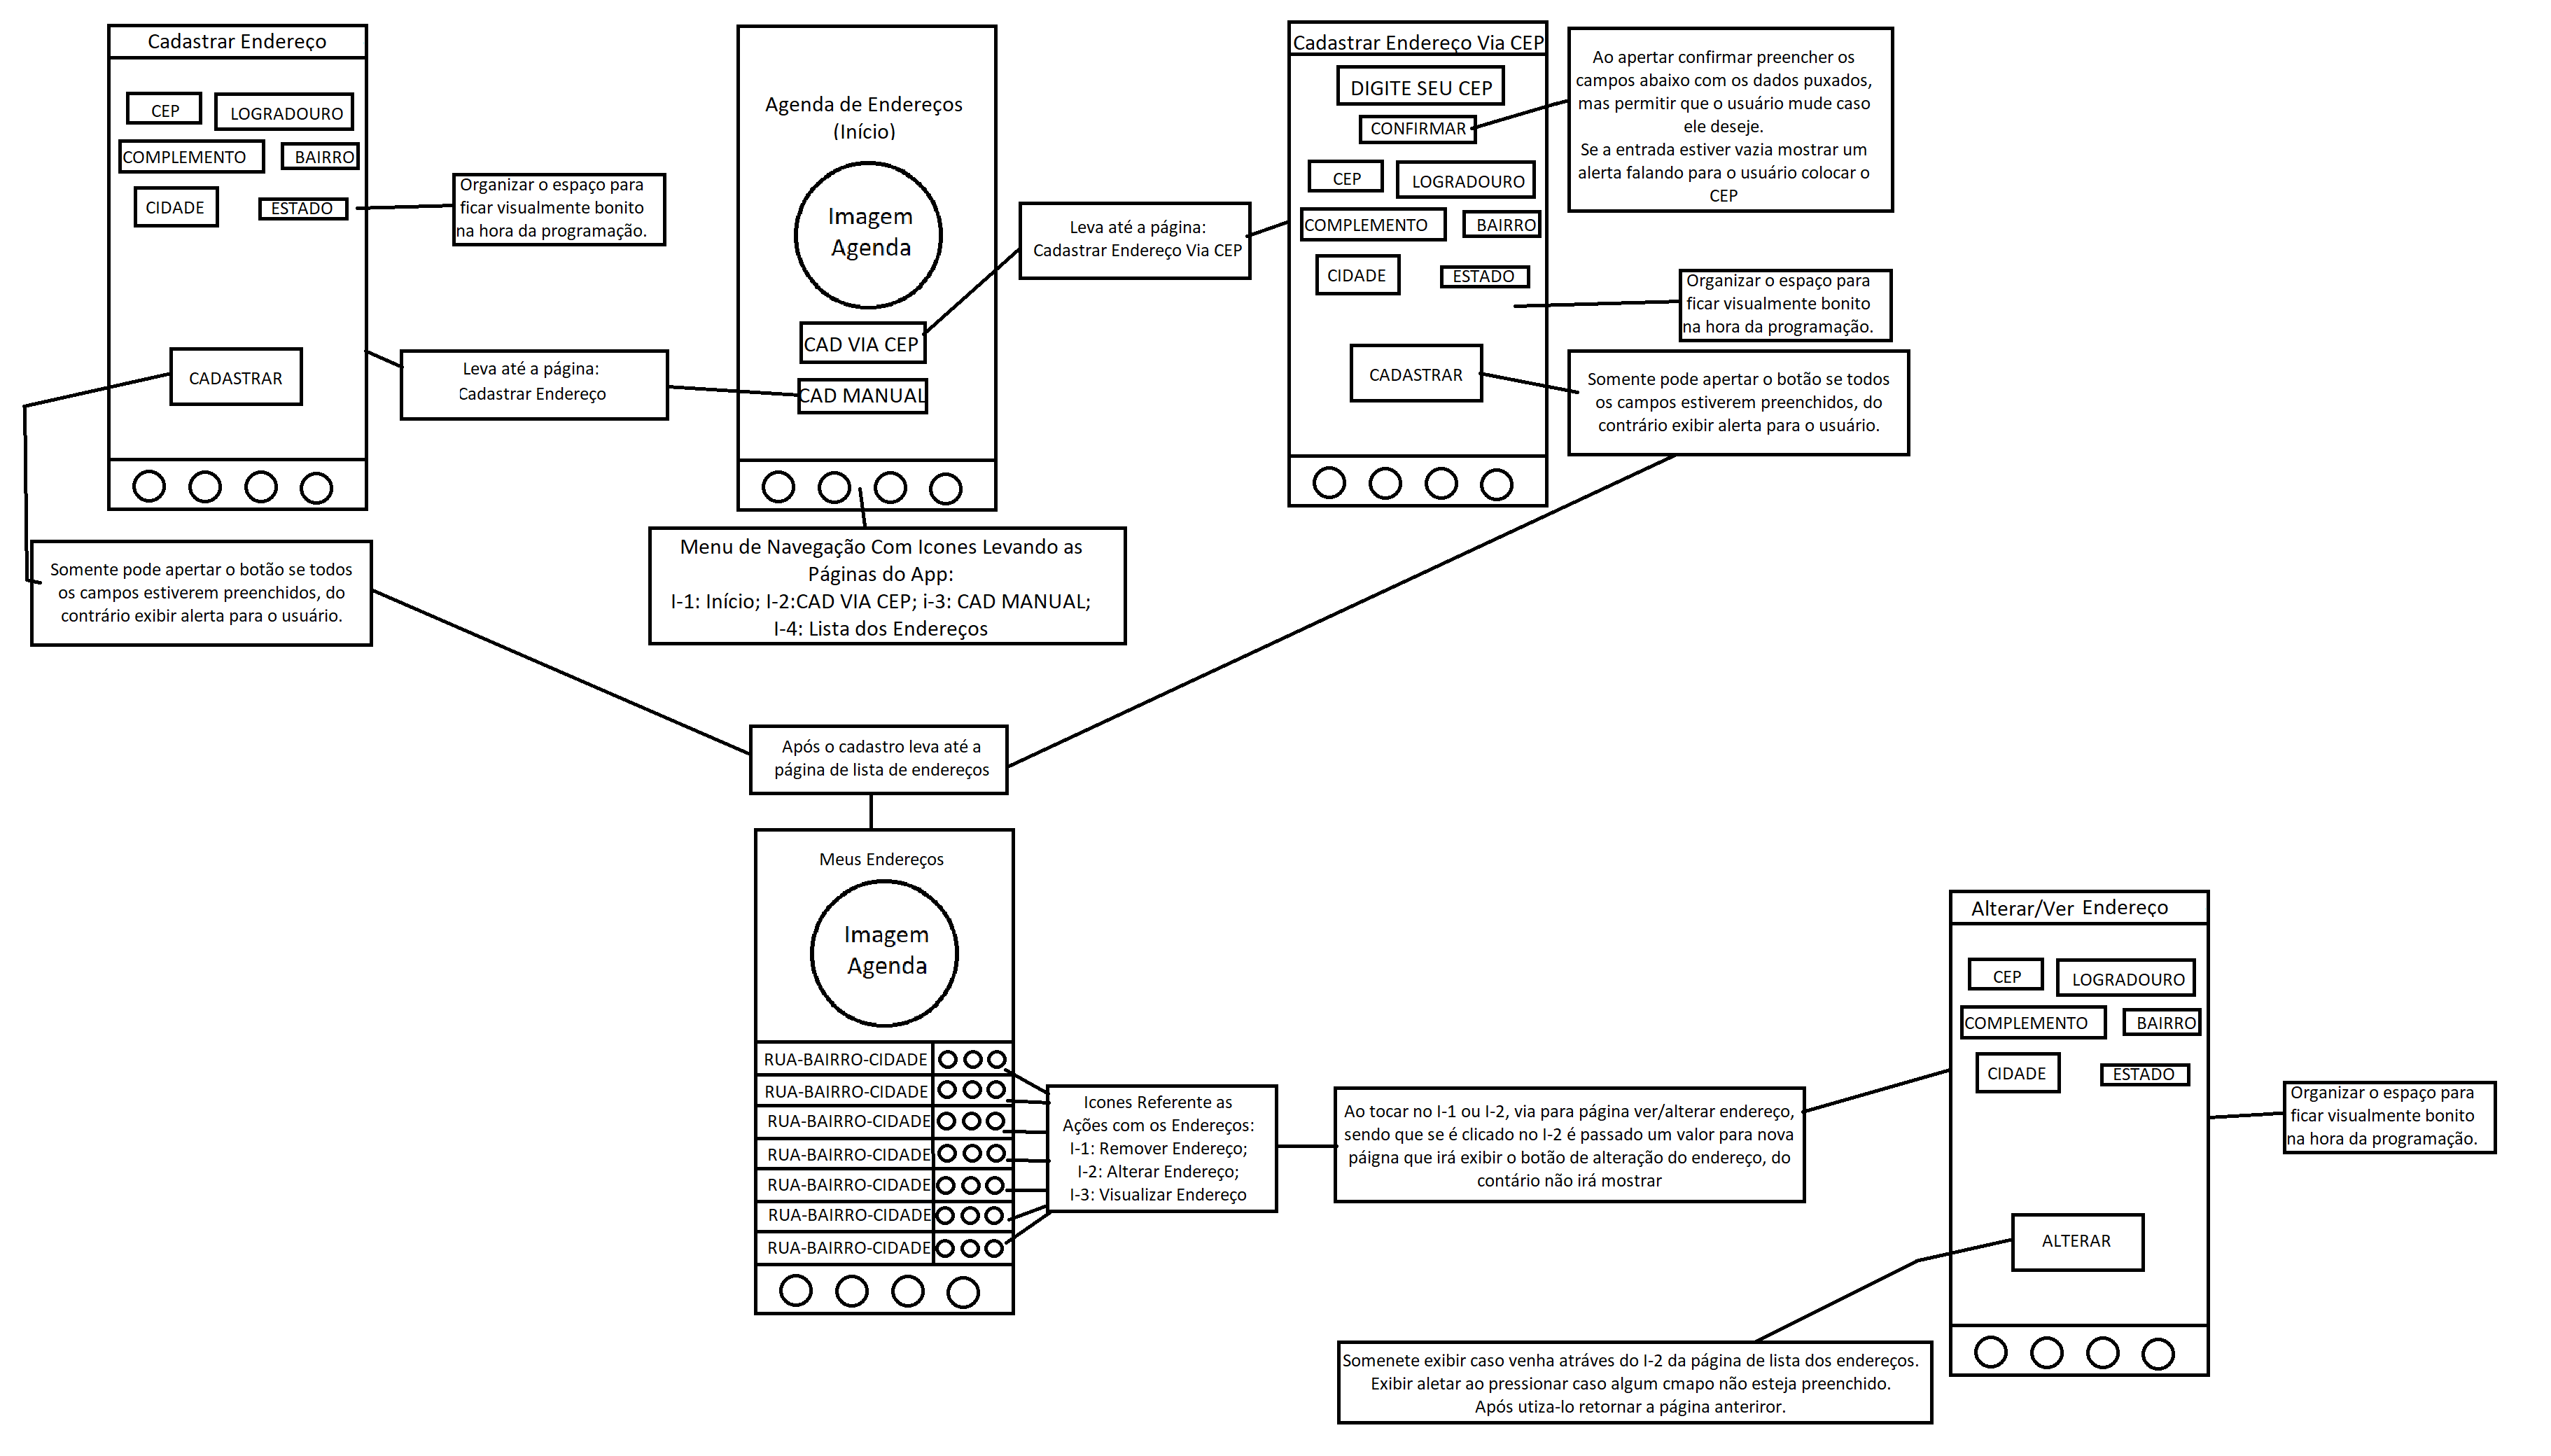 Cadastrar Endereço
CEP
LOGRADOURO
COMPLEMENTO
BAIRRO
CIDADE
ESTADO
CADASTRAR
Organizar o espaço para
ficar visualmente bonito
na hora da programação.
Leva até a página:
Cadastrar Endereço
Somente pode apertar o botão se todos
os campos estiverem preenchidos, do
contrário exibir alerta para o usuário.
Agenda de Endereços
(Início)
Imagem
Agenda
CAD VIA CEP
CAD MANUAL
Menu de Navegação Com Icones Levando as
Páginas do App:
I-1: Início; I-2:CAD VIA CEP; i-3: CAD MANUAL;
I-4: Lista dos Endereços
Leva até a página:
Cadastrar Endereço Via CEP
Cadastrar Endereço Via CEP
DIGITE SEU CEP
CONFIRMAR
CEP
LOGRADOURO
COMPLEMENTO
BAIRRO
CIDADE
ESTADO
CADASTRAR
Ao apertar confirmar preencher os
campos abaixo com os dados puxados,
mas permitir que o usuário mude caso
ele deseje.
Se a entrada estiver vazia mostrar um
alerta falando para o usuário colocar o
CEP
Organizar o espaço para
ficar visualmente bonito
na hora da programação.
Somente pode apertar o botão se todos
os campos estiverem preenchidos, do
contrário exibir alerta para o usuário.
Após o cadastro leva até a
página de lista de endereços
Meus Endereços
Imagem
Agenda
RUA-BAIRRO-CIDADE
RUA-BAIRRO-CIDADE
RUA-BAIRRO-CIDADE
RUA-BAIRRO-CIDADE
RUA-BAIRRO-CIDADE
RUA-BAIRRO-CIDADE
RUA-BAIRRO-CIDADE
Icones Referente as
Ações com os Endereços:
I-1: Remover Endereço;
I-2: Alterar Endereço;
I-3: Visualizar Endereço
Ao tocar no I-1 ou I-2, via para página ver/alterar endereço,
sendo que se é clicado no I-2 é passado um valor para nova
páigna que irá exibir o botão de alteração do endereço, do
contário não irá mostrar
Alterar/Ver Endereço
CEP
LOGRADOURO
COMPLEMENTO
BAIRRO
CIDADE
ESTADO
ALTERAR
Organizar o espaço para
ficar visualmente bonito
na hora da programação.
Somenete exibir caso venha atráves do I-2 da página de lista dos endereços.
Exibir aletar ao pressionar caso algum cmapo não esteja preenchido.
Após utiza-lo retornar a página anteriror.